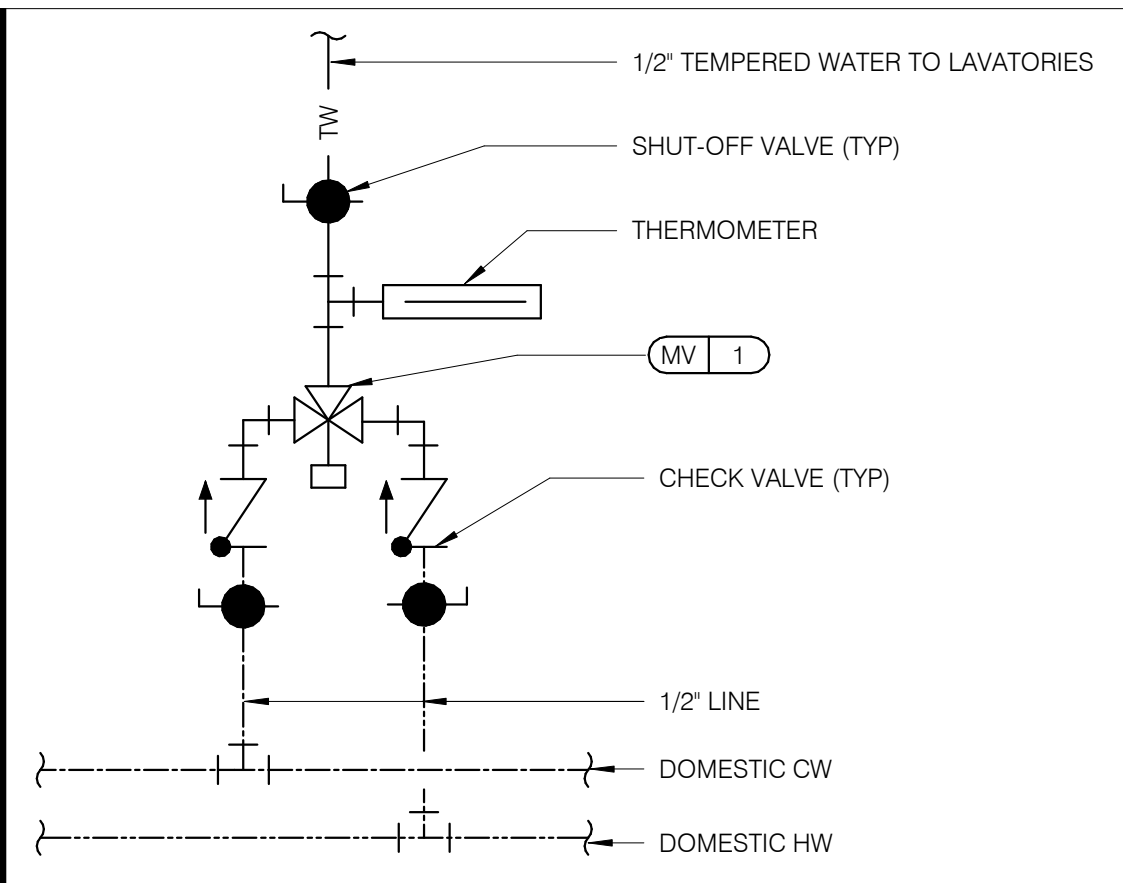 1/2" TEMPERED WATER TO LAVATORIES
TW
SHUT-OFF VALVE (TYP)
THERMOMETER
MV 1
CHECK VALVE (TYP)
1/2" LINE
DOMESTIC CW
DOMESTIC HW